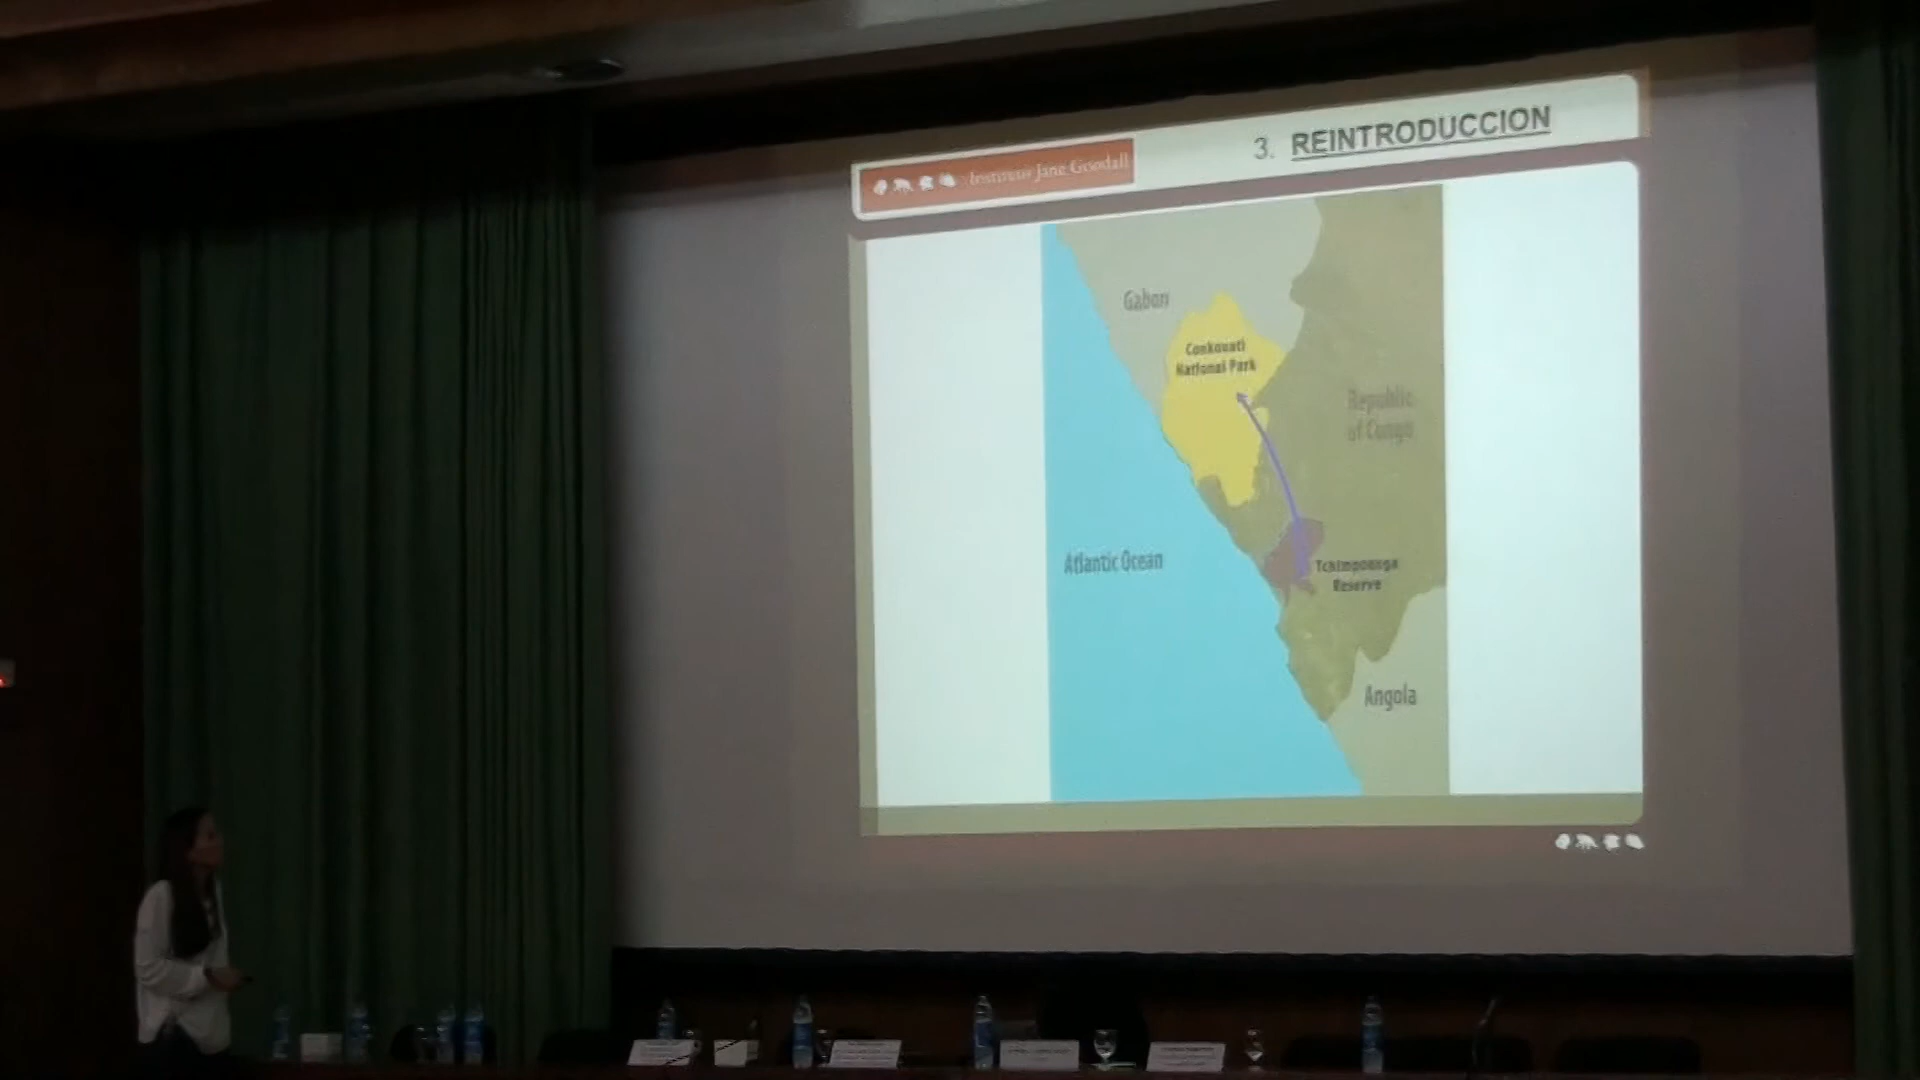 3. REINTRODUCCION
Instituto Jane Goodall
Gabon
Conkouati
National Park
Republic
of Congo
Atlantic Ocean
Tchimpounga
Reserve
Angola